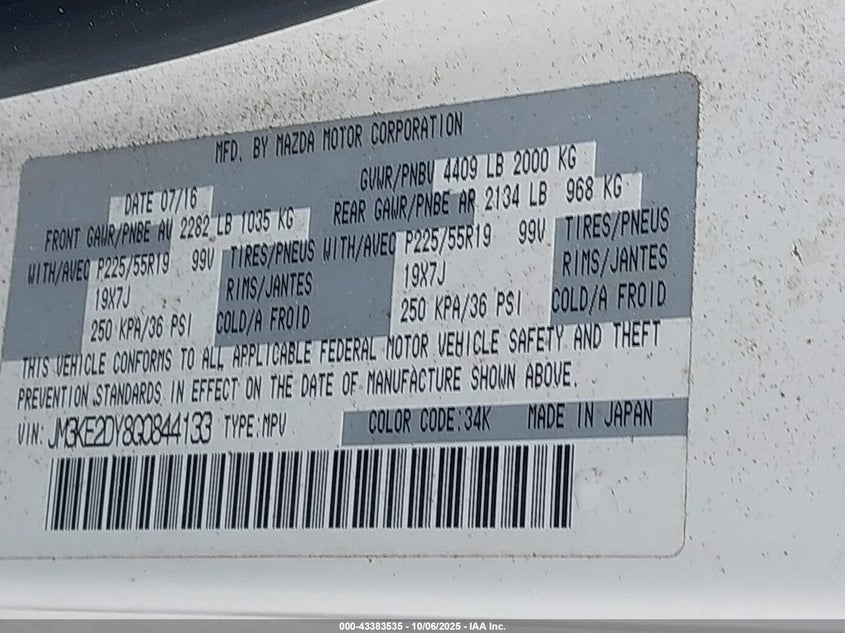 MFD. BY MAZDA MOTOR CORPORATION
DATE 07/16 GVWR/PNBV 4409 LB 2000 KG
FRONT GAWR/PNBE AV 2282 LB 1035 KG REAR GAWR/PNBE AR 2134 LB 968 KG
WITH/AVEC P225/55R19 99V TIRES/PNEUS WITH/AVEC P225/55R19 99V TIRES/PNEUS
19X7J RIMS/JANTES 19X7J RIMS/JANTES
250 KPA/36 PSI COLD/A FROID 250 KPA/36 PSI COLD/A FROID
THIS VEHICLE CONFORMS TO ALL APPLICABLE FEDERAL MOTOR VEHICLE SAFETY AND THEFT
PREVENTION STANDARDS IN EFFECT ON THE DATE OF MANUFACTURE SHOWN ABOVE.
VIN: JM3KE2DY8G0844133 TYPE:MPV COLOR CODE:34K MADE IN JAPAN
000-43383535 - 10/06/2025 - IAA Inc.